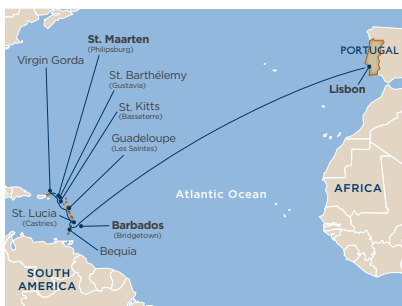 St. Maarten
(Philipsburg)
Virgin Gorda
St. Barthélemy
(Gustavia)
St. Kitts
(Basseterre)
Guadeloupe
(Les Saintes)
St. Lucia
(Castries)
Barbados
(Bridgetown)
Bequia
SOUTH
AMERICA
Atlantic Ocean
PORTUGAL
Lisbon
AFRICA